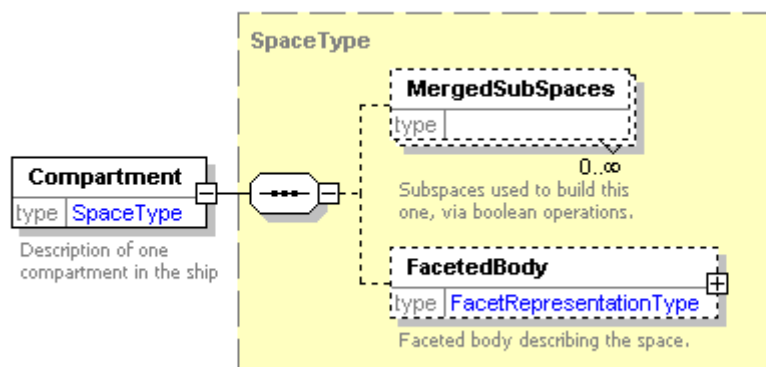 SpaceType
MergedSubSpaces
type
0..∞
Subspaces used to build this
one, via boolean operations.
Compartment
type SpaceType
Description of one
compartment in the ship
FacetedBody
type FacetRepresentationType
Faceted body describing the space.